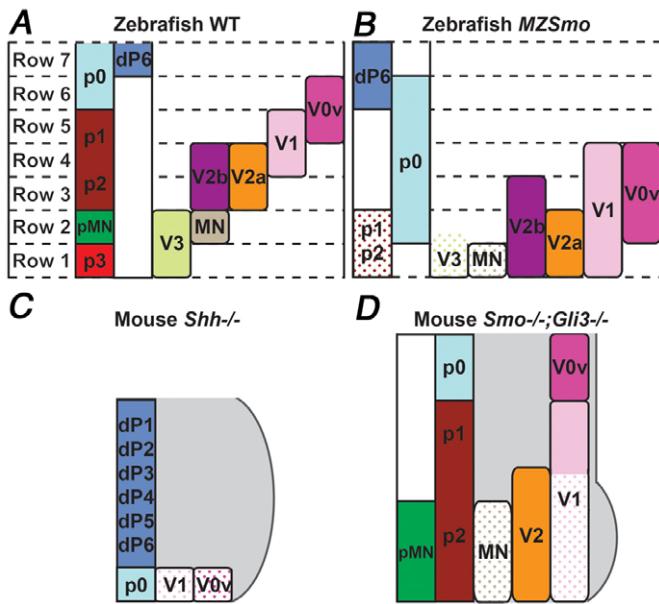 A Zebrafish WT
Row 7
Row 6
Row 5
Row 4
Row 3
Row 2
Row 1
p0
p1
p2
pMN
p3
dP6
V3
V2b
MN
V2a
V1
V0v
B Zebrafish MZSmo
dP6
p1
p2
p0
V3
MN
V2b
V2a
V1
V0v
C
Mouse Shh-/-
dP1
dP2
dP3
dP4
dP5
dP6
p0
V1
V0v
D
Mouse Smo-/-;Gli3-/-
pMN
p0
p1
p2
MN
V2
V0v
V1